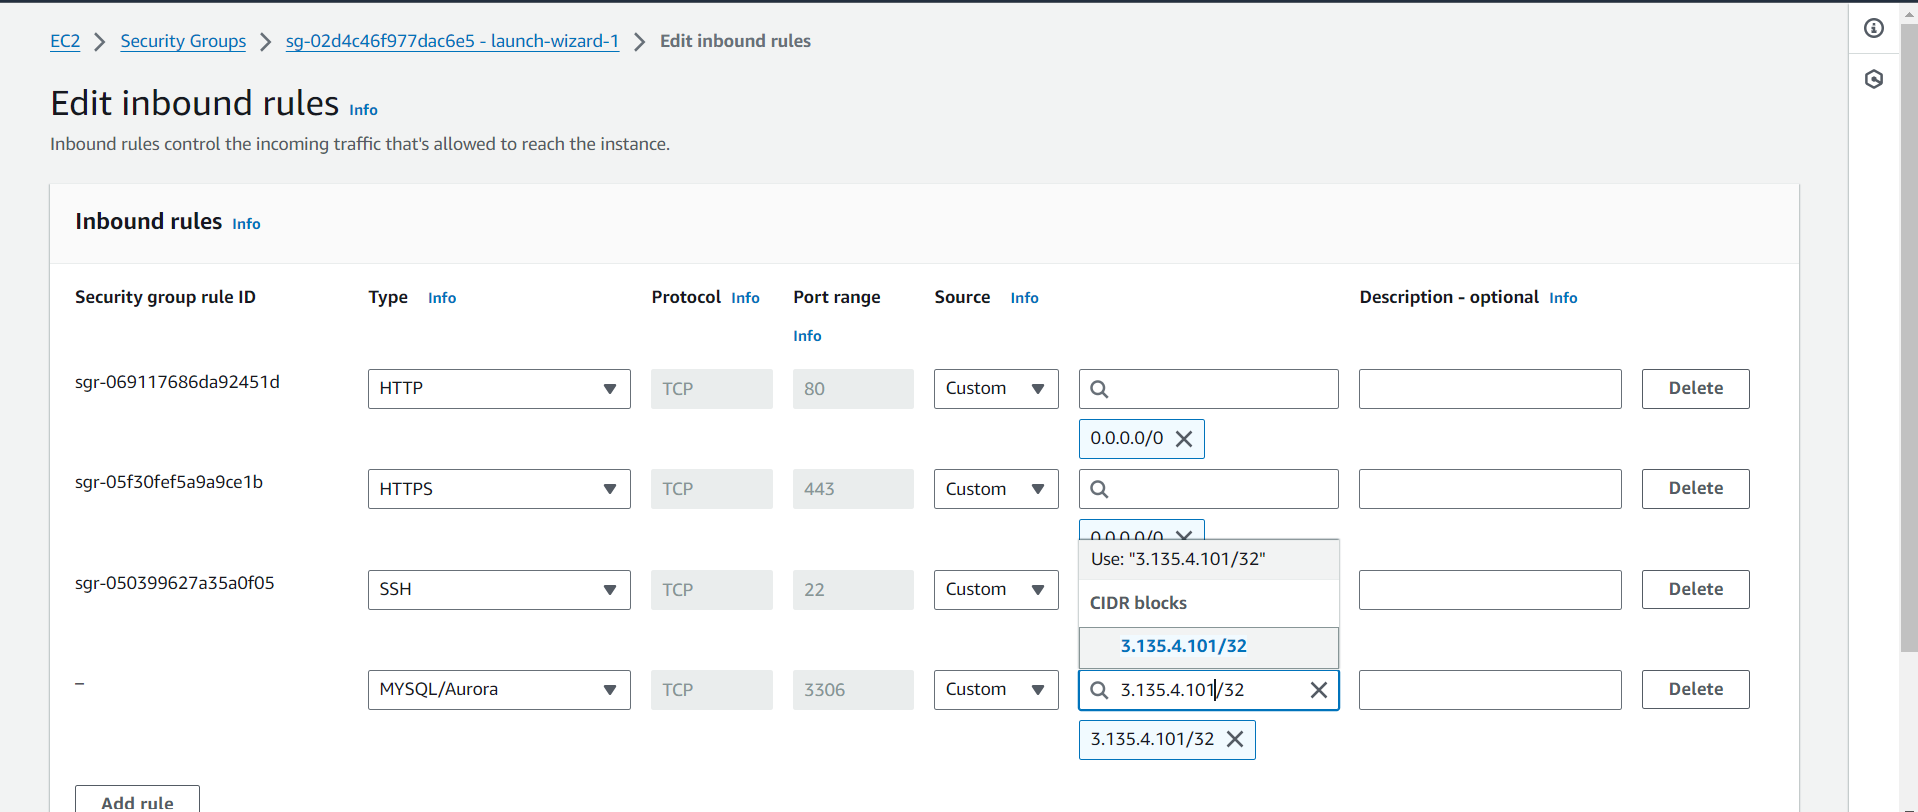 EC2 > Security Groups > sg-02d4c46f977dac6e5 - launch-wizard-1 > Edit inbound rules
Edit inbound rules Info
Inbound rules control the incoming traffic that's allowed to reach the instance.
Inbound rules Info
Security group rule ID Type Info Protocol Info Port range Info Source Info Description - optional Info
sgr-069117686da92451d HTTP TCP 80 Custom Delete
0.0.0.0/0
sgr-05f30fef5a9a9ce1b HTTPS TCP 443 Custom Delete
0.0.0.0/0
Use: "3.135.4.101/32"
sgr-050399627a35a0f05 SSH TCP 22 Custom Delete
CIDR blocks
3.135.4.101/32
– MYSQL/Aurora TCP 3306 Custom 3.135.4.101/32 Delete
3.135.4.101/32
Add rule